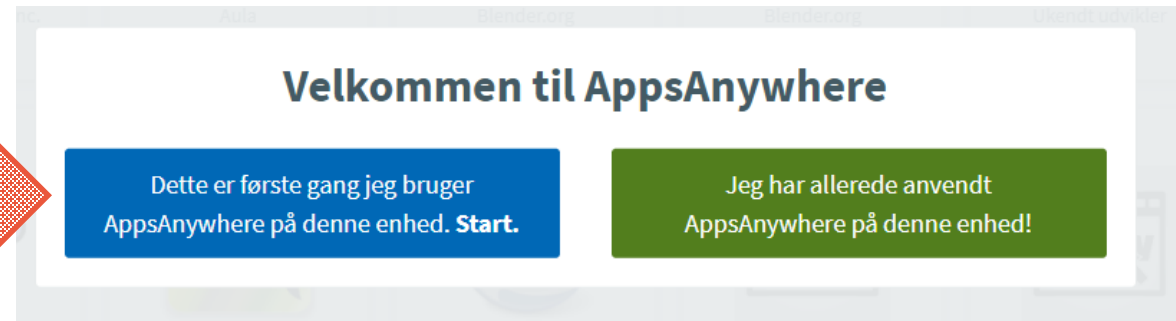 nc.
Aula
Blender.org
Blender.org
Ukendt udvikler
Velkommen til AppsAnywhere
Dette er første gang jeg bruger
AppsAnywhere på denne enhed. Start.
Jeg har allerede anvendt
AppsAnywhere på denne enhed!